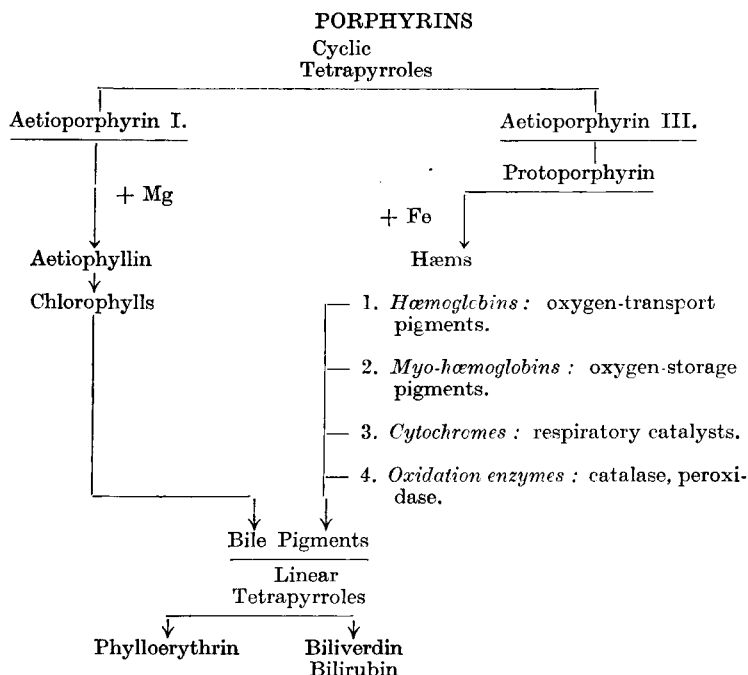 PORPHYRINS
Cyclic
Tetrapyrroles
Aetioporphyrin I.
Aetioporphyrin III.
Protoporphyrin
+ Mg
+ Fe
Aetiophyllin
Hæms
Chlorophylls
1. Hæmoglobins : oxygen-transport
pigments.
2. Myo-hæmoglobins : oxygen-storage
pigments.
3. Cytochromes : respiratory catalysts.
4. Oxidation enzymes : catalase, peroxi-
dase.
Bile Pigments
Linear
Tetrapyrroles
Phylloerythrin
Biliverdin
Bilirubin